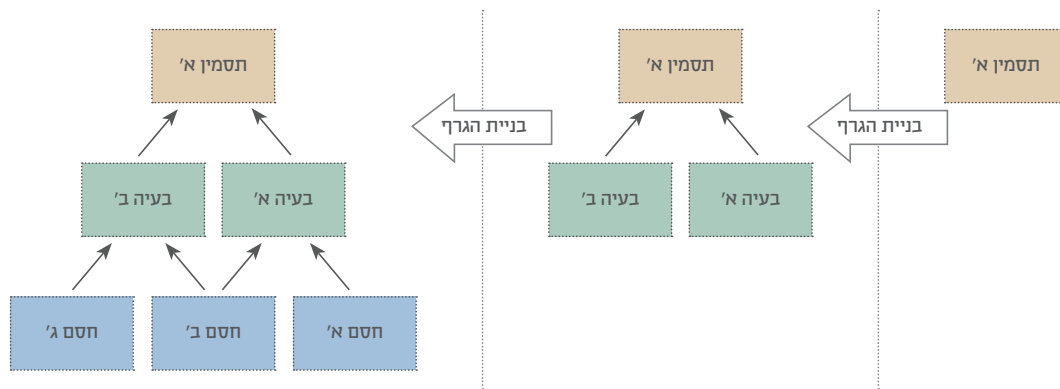 תסמין א'
בניית הגרף
תסמין א'
בעיה א'
בעיה ב'
בניית הגרף
תסמין א'
בעיה א'
בעיה ב'
חסם א'
חסם ב'
חסם ג'